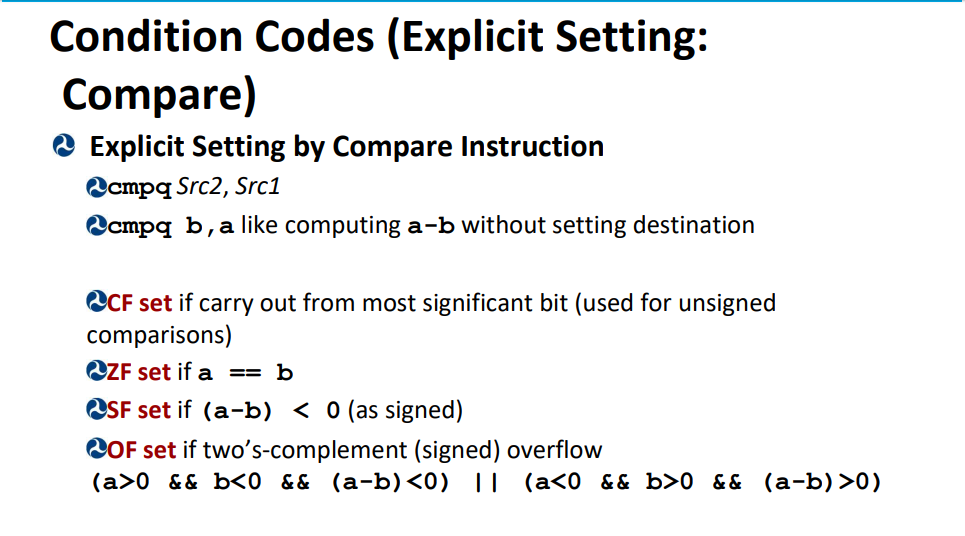 Condition Codes (Explicit Setting:
Compare)
Explicit Setting by Compare Instruction
cmpq Src2, Src1
cmpq b,a like computing a-b without setting destination
CF set if carry out from most significant bit (used for unsigned
comparisons)
ZF set if a == b
SF set if (a-b) < 0 (as signed)
OF set if two’s-complement (signed) overflow
(a>0 && b<0 && (a-b)<0) || (a<0 && b>0 && (a-b)>0)